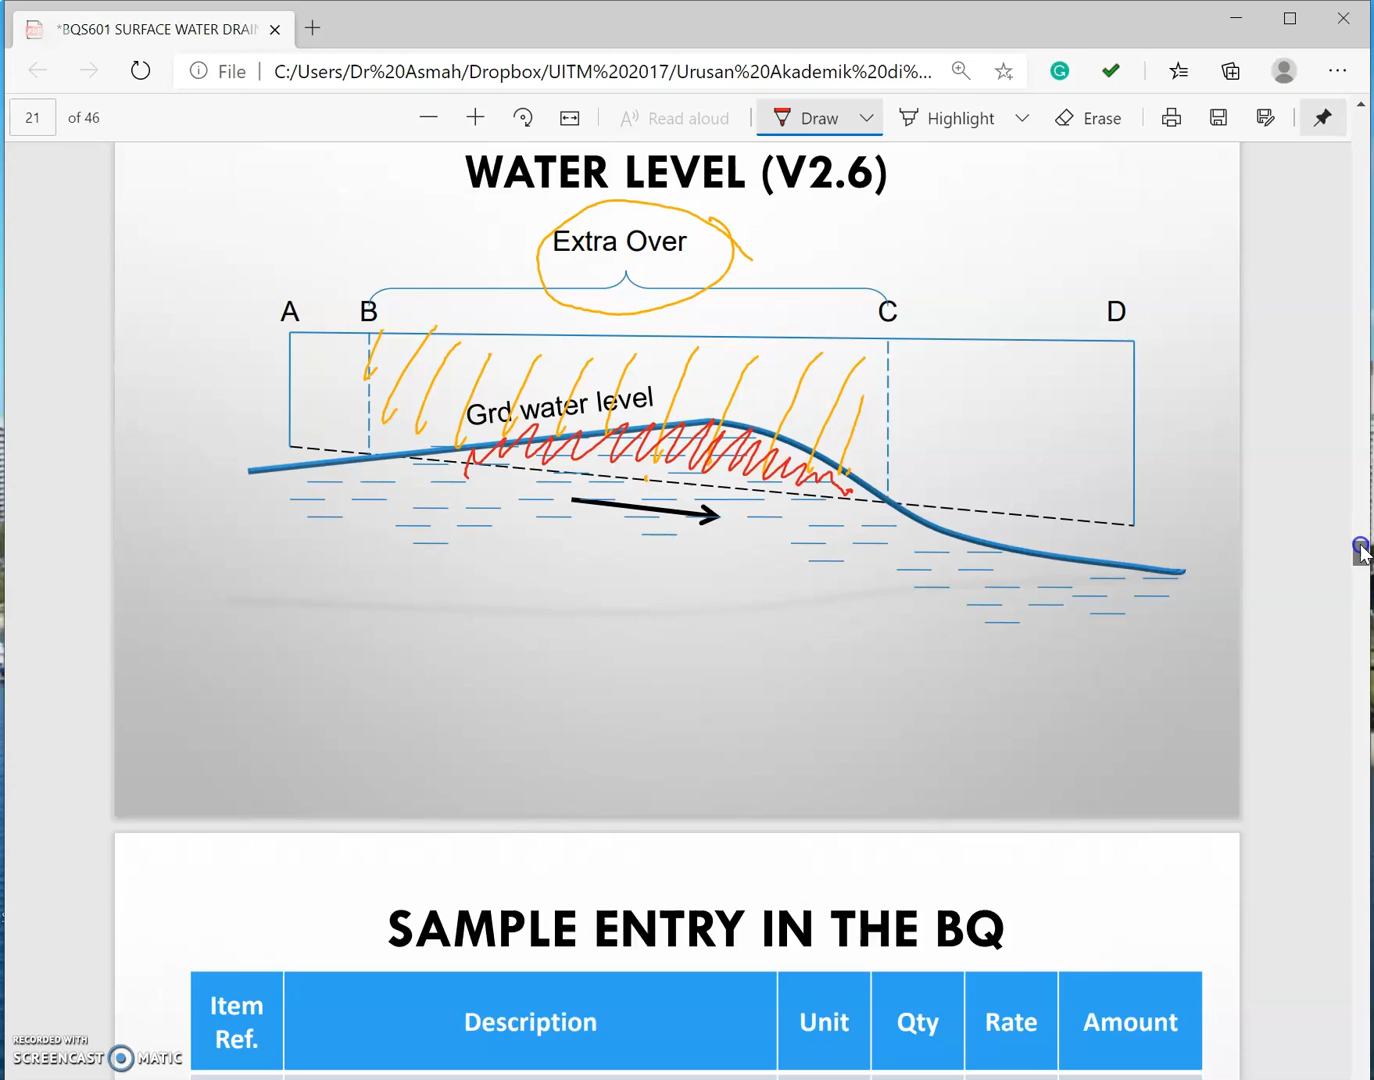 *BQS601 SURFACE WATER DRAIN
File C:/Users/Dr%20Asmah/Dropbox/UITM%202017/Urusan%20Akademik%20di%...
21 of 46 Read aloud Draw Highlight Erase
WATER LEVEL (V2.6)
Extra Over
A B C D
Grd water level
SAMPLE ENTRY IN THE BQ
Item Ref. Description Unit Qty Rate Amount
RECORDED WITH
SCREENCAST MATIC